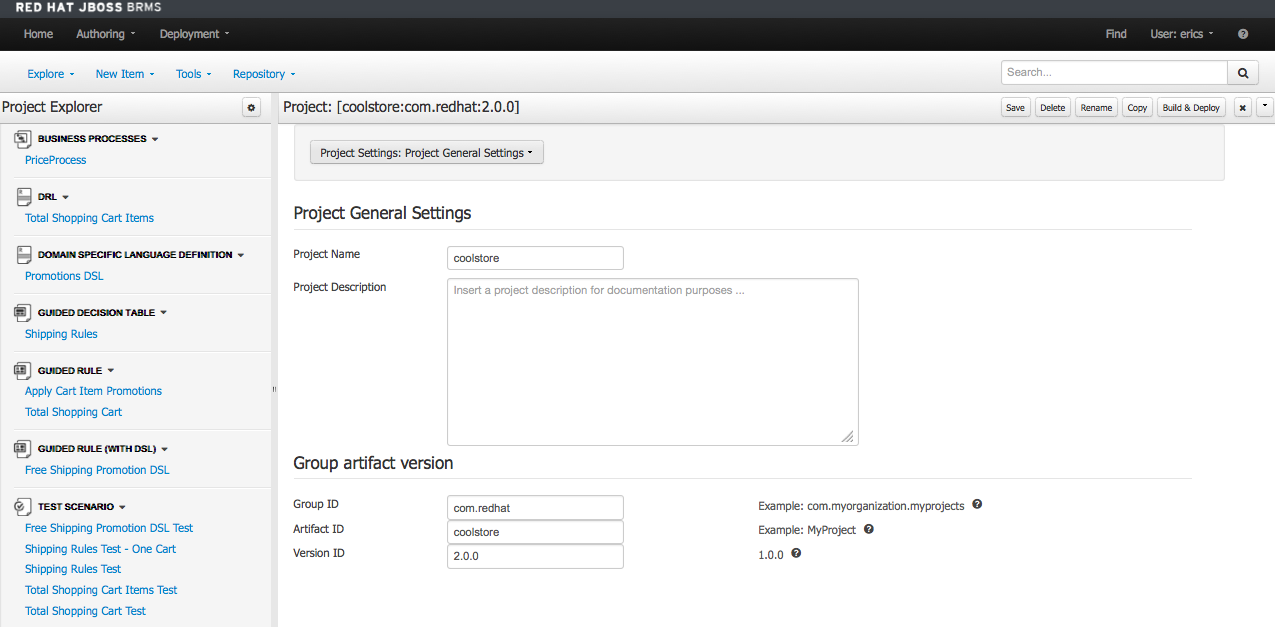 RED HAT JBOSS BRMS
Home Authoring Deployment Find User: erics
Explore New Item Tools Repository Search...
Project Explorer
Project: [coolstore:com.redhat:2.0.0] Save Delete Rename Copy Build & Deploy
BUSINESS PROCESSES
PriceProcess
DRL
Total Shopping Cart Items
DOMAIN SPECIFIC LANGUAGE DEFINITION
Promotions DSL
GUIDED DECISION TABLE
Shipping Rules
GUIDED RULE
Apply Cart Item Promotions
Total Shopping Cart
GUIDED RULE (WITH DSL)
Free Shipping Promotion DSL
TEST SCENARIO
Free Shipping Promotion DSL Test
Shipping Rules Test - One Cart
Shipping Rules Test
Total Shopping Cart Items Test
Total Shopping Cart Test
Project Settings: Project General Settings
Project General Settings
Project Name coolstore
Project Description Insert a project description for documentation purposes ...
Group artifact version
Group ID com.redhat Example: com.myorganization.myprojects
Artifact ID coolstore Example: MyProject
Version ID 2.0.0 1.0.0